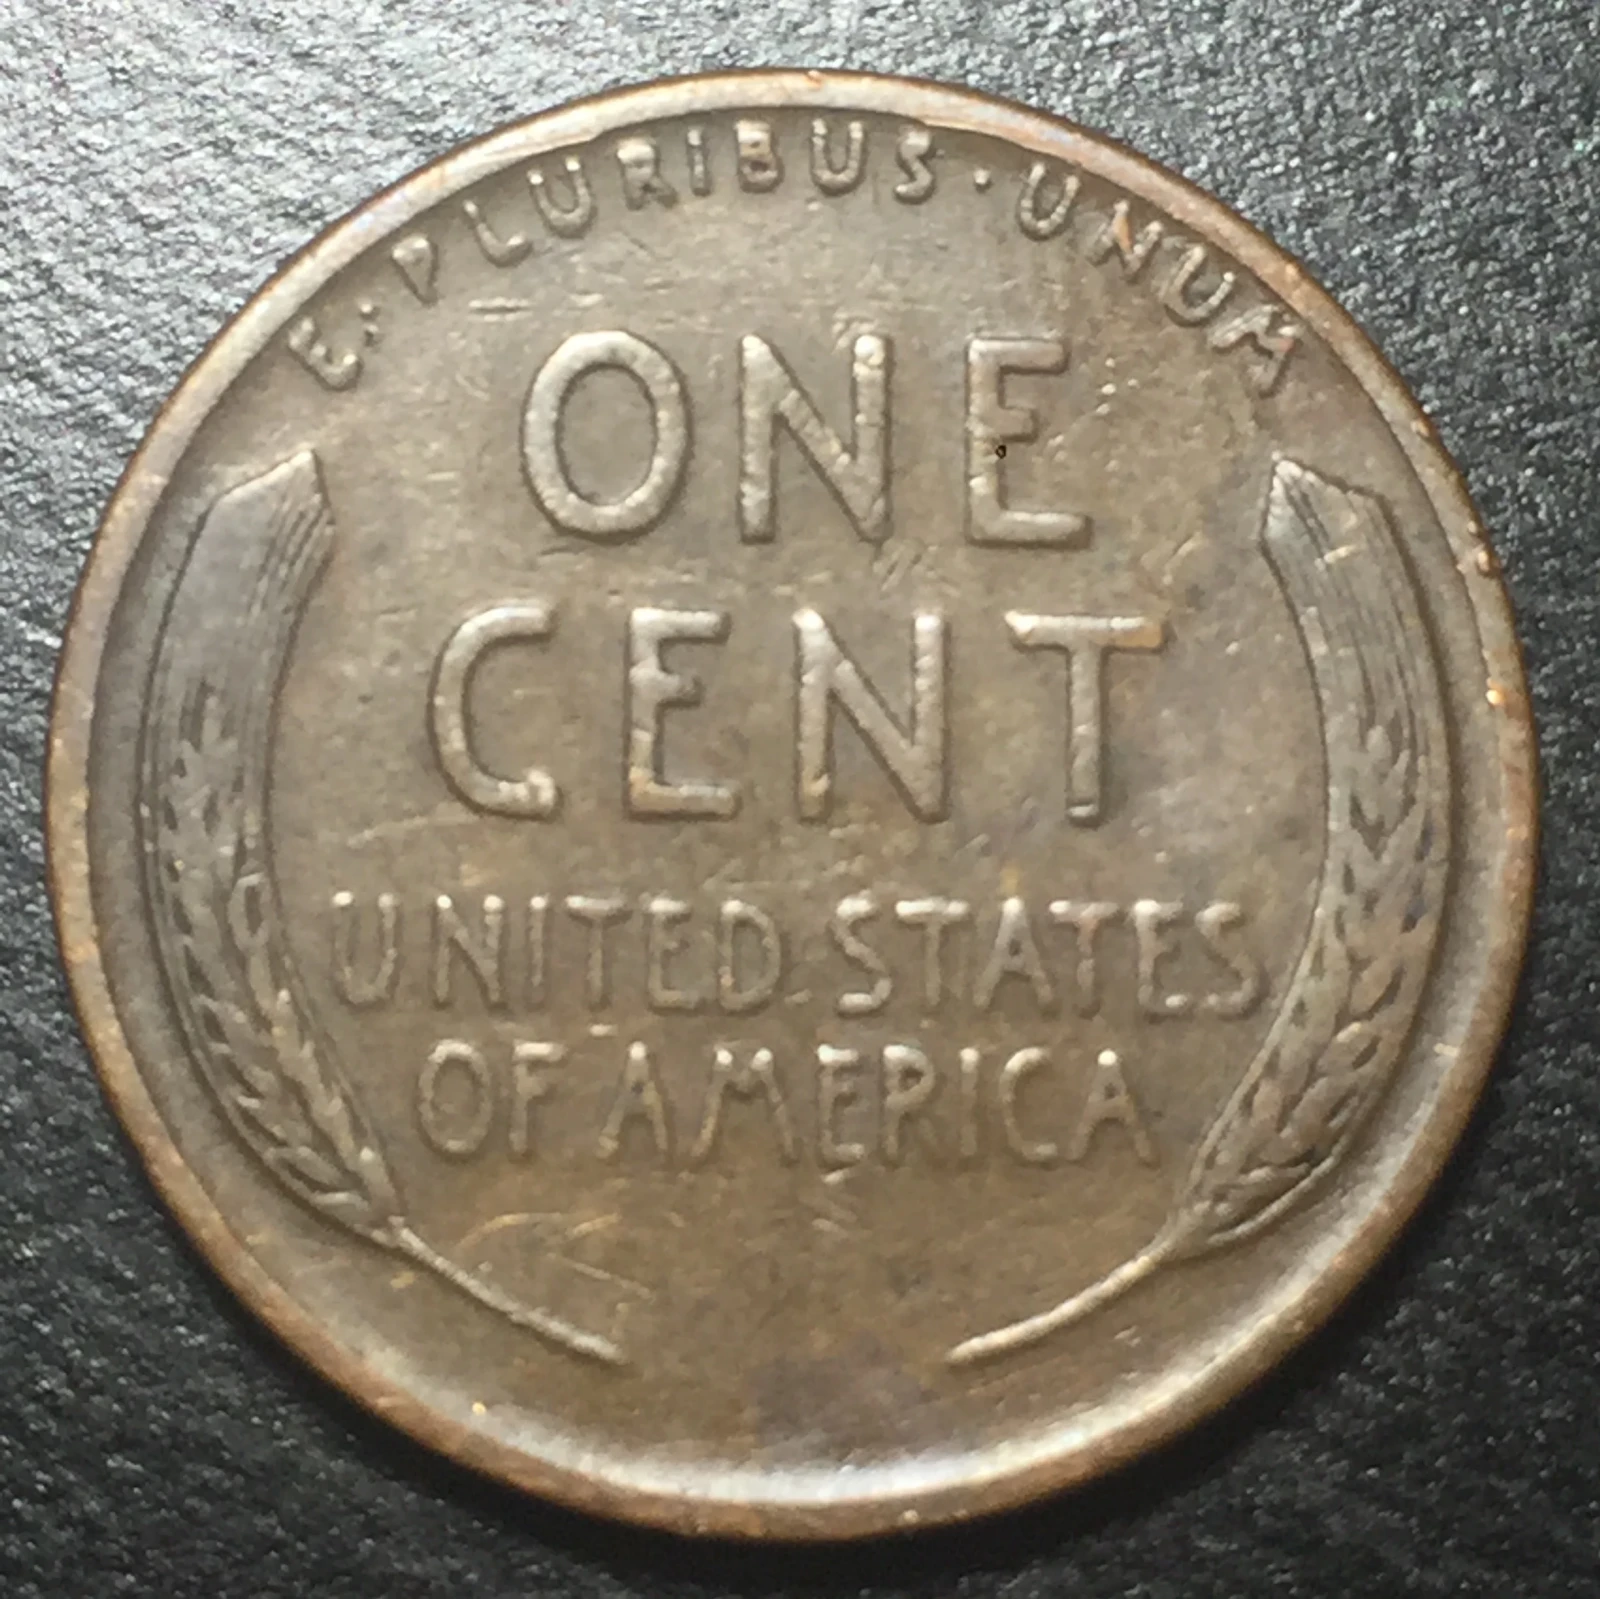 E·PLURIBUS·UNUM
ONE
CENT
UNITED STATES
OF AMERICA